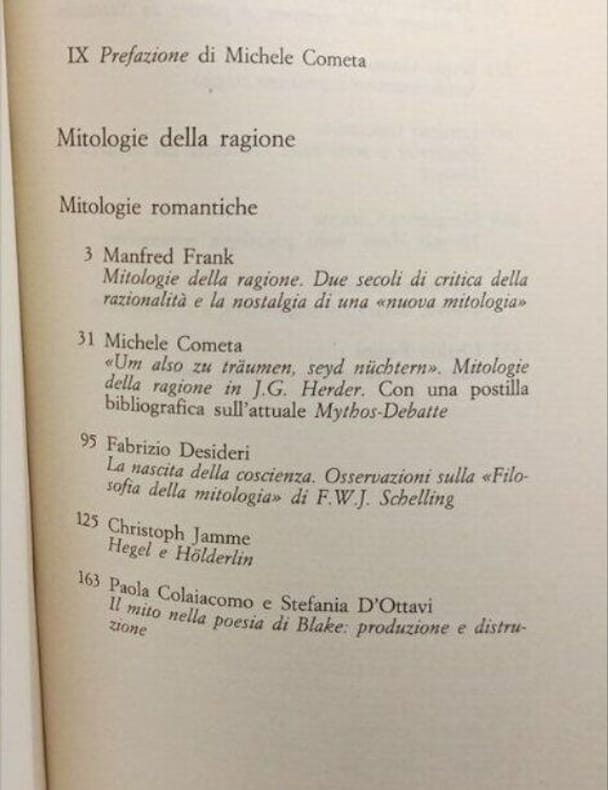 IX Prefazione di Michele Cometa
Mitologie della ragione
Mitologie romantiche
3 Manfred Frank
Mitologie della ragione. Due secoli di critica della
razionalità e la nostalgia di una «nuova mitologia»
31 Michele Cometa
«Um also zu träumen, seyd nüchtern». Mitologie
della ragione in J.G. Herder. Con una postilla
bibliografica sull'attuale Mythos-Debatte
95 Fabrizio Desideri
La nascita della coscienza. Osservazioni sulla «Filo-
sofia della mitologia» di F.W.J. Schelling
125 Christoph Jamme
Hegel e Hölderlin
163 Paola Colaiacomo e Stefania D'Ottavi
Il mito nella poesia di Blake: produzione e distru-
zione